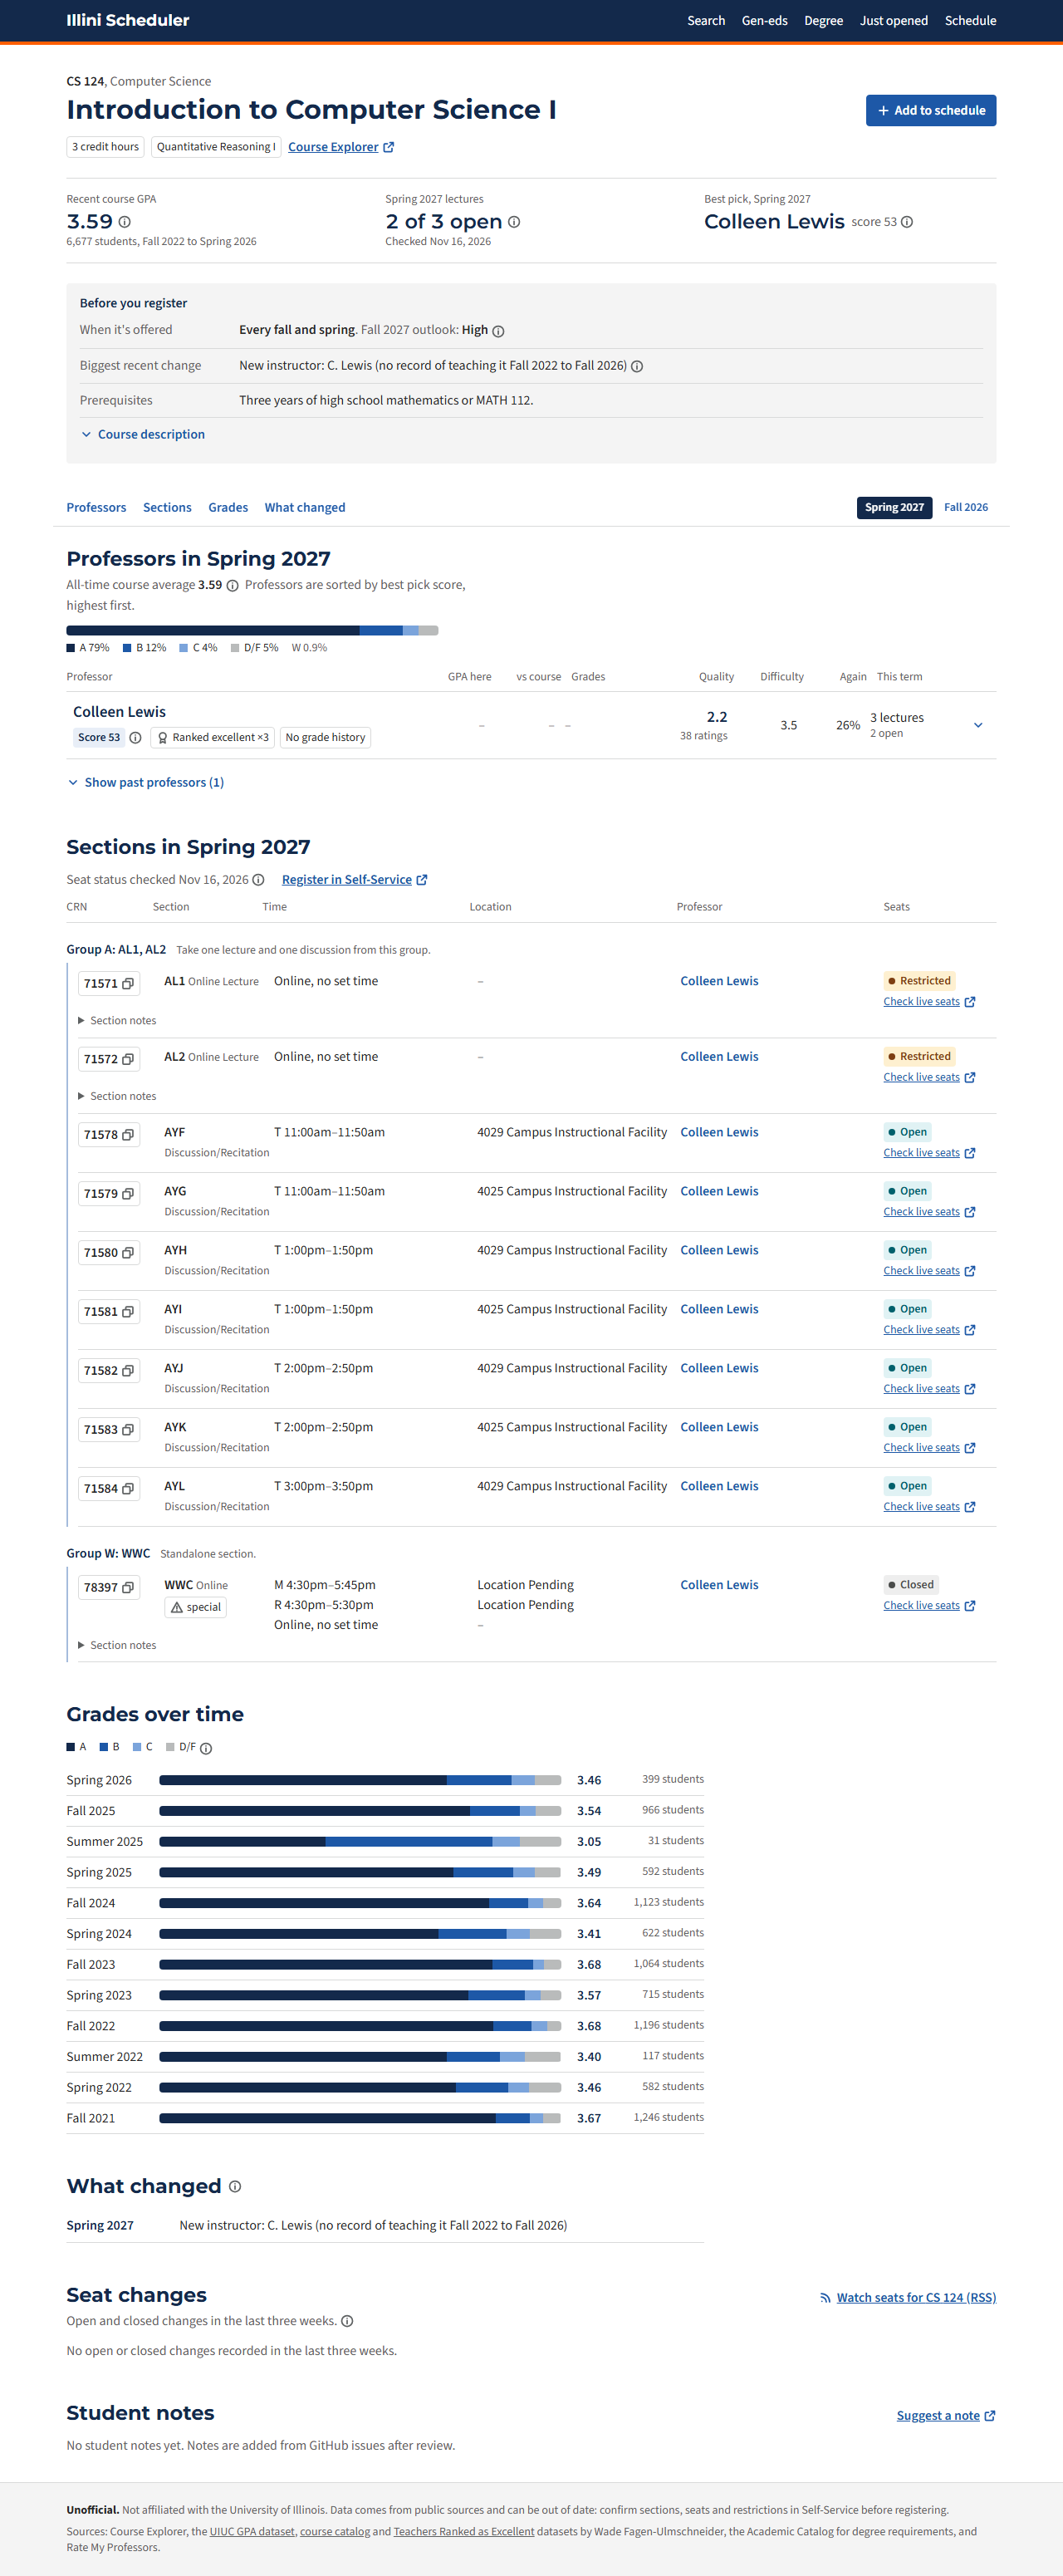 Illini Scheduler
Search Gen-eds Degree Just opened Schedule
CS 124, Computer Science
Introduction to Computer Science I
Add to schedule
3 credit hours Quantitative Reasoning I Course Explorer
Recent course GPA
3.59
6,677 students, Fall 2022 to Spring 2026
Spring 2027 lectures
2 of 3 open
Checked Nov 16, 2026
Best pick, Spring 2027
Colleen Lewis score 53
Before you register
When it's offered Every fall and spring. Fall 2027 outlook: High
Biggest recent change New instructor: C. Lewis (no record of teaching it Fall 2022 to Fall 2026)
Prerequisites Three years of high school mathematics or MATH 112.
Course description
Professors Sections Grades What changed Spring 2027 Fall 2026
Professors in Spring 2027
All-time course average 3.59 Professors are sorted by best pick score,
highest first.
A 79% B 12% C 4% D/F 5% W 0.9%
Professor GPA here vs course Grades Quality Difficulty Again This term
Colleen Lewis
Score 53 Ranked excellent ×3 No grade history
– – – 2.2 3.5 26% 3 lectures
38 ratings 2 open
Show past professors (1)
Sections in Spring 2027
Seat status checked Nov 16, 2026 Register in Self-Service
CRN Section Time Location Professor Seats
Group A: AL1, AL2 Take one lecture and one discussion from this group.
71571 AL1 Online Lecture Online, no set time – Colleen Lewis Restricted
Check live seats
Section notes
71572 AL2 Online Lecture Online, no set time – Colleen Lewis Restricted
Check live seats
Section notes
71578 AYF T 11:00am–11:50am 4029 Campus Instructional Facility Colleen Lewis Open
Discussion/Recitation Check live seats
71579 AYG T 11:00am–11:50am 4025 Campus Instructional Facility Colleen Lewis Open
Discussion/Recitation Check live seats
71580 AYH T 1:00pm–1:50pm 4029 Campus Instructional Facility Colleen Lewis Open
Discussion/Recitation Check live seats
71581 AYI T 1:00pm–1:50pm 4025 Campus Instructional Facility Colleen Lewis Open
Discussion/Recitation Check live seats
71582 AYJ T 2:00pm–2:50pm 4029 Campus Instructional Facility Colleen Lewis Open
Discussion/Recitation Check live seats
71583 AYK T 2:00pm–2:50pm 4025 Campus Instructional Facility Colleen Lewis Open
Discussion/Recitation Check live seats
71584 AYL T 3:00pm–3:50pm 4029 Campus Instructional Facility Colleen Lewis Open
Discussion/Recitation Check live seats
Group W: WWC Standalone section.
78397 WWC Online M 4:30pm–5:45pm Location Pending Colleen Lewis Closed
special R 4:30pm–5:30pm Location Pending Check live seats
Online, no set time –
Section notes
Grades over time
A B C D/F
Spring 2026 3.46 399 students
Fall 2025 3.54 966 students
Summer 2025 3.05 31 students
Spring 2025 3.49 592 students
Fall 2024 3.64 1,123 students
Spring 2024 3.41 622 students
Fall 2023 3.68 1,064 students
Spring 2023 3.57 715 students
Fall 2022 3.68 1,196 students
Summer 2022 3.40 117 students
Spring 2022 3.46 582 students
Fall 2021 3.67 1,246 students
What changed
Spring 2027 New instructor: C. Lewis (no record of teaching it Fall 2022 to Fall 2026)
Seat changes
Watch seats for CS 124 (RSS)
Open and closed changes in the last three weeks.
No open or closed changes recorded in the last three weeks.
Student notes
Suggest a note
No student notes yet. Notes are added from GitHub issues after review.
Unofficial. Not affiliated with the University of Illinois. Data comes from public sources and can be out of date: confirm sections, seats and restrictions in Self-Service before registering.
Sources: Course Explorer, the UIUC GPA dataset, course catalog and Teachers Ranked as Excellent datasets by Wade Fagen-Ulmschneider, the Academic Catalog for degree requirements, and
Rate My Professors.